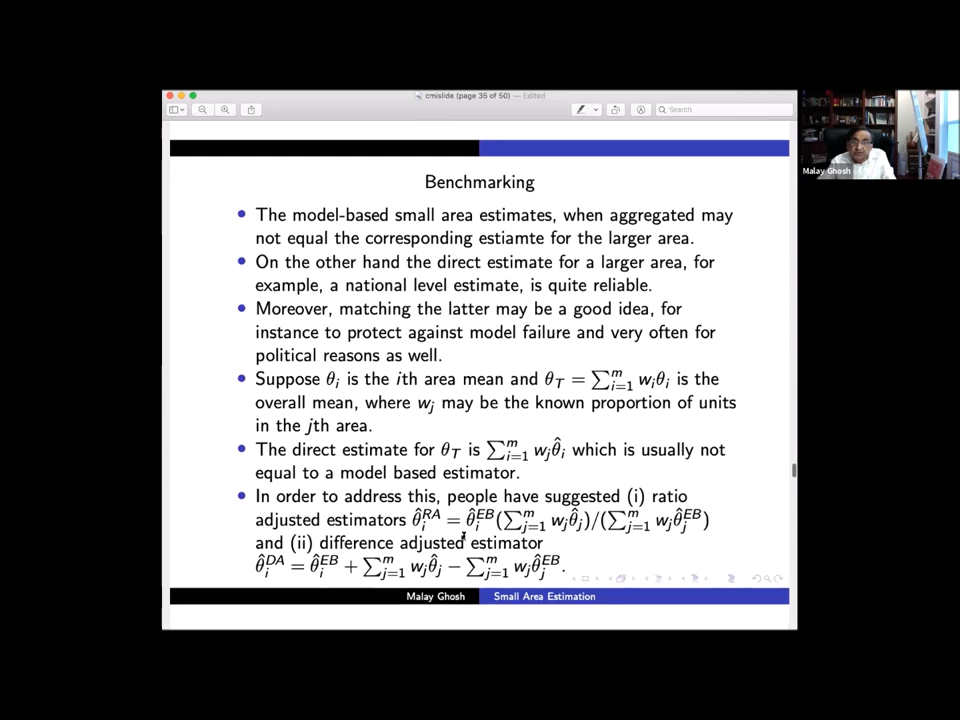 cmislide (page 35 of 50) — Edited
Search
Malay Ghosh
Benchmarking
• The model-based small area estimates, when aggregated may
not equal the corresponding estiamte for the larger area.
• On the other hand the direct estimate for a larger area, for
example, a national level estimate, is quite reliable.
• Moreover, matching the latter may be a good idea, for
instance to protect against model failure and very often for
political reasons as well.
• Suppose θ_i is the ith area mean and θ_T = ∑_{i=1}^m w_iθ_i is the
overall mean, where w_j may be the known proportion of units
in the jth area.
• The direct estimate for θ_T is ∑_{i=1}^m w_jθ̂_i which is usually not
equal to a model based estimator.
• In order to address this, people have suggested (i) ratio
adjusted estimators θ̂_i^{RA} = θ̂_i^{EB}(∑_{j=1}^m w_jθ̂_j)/(∑_{j=1}^m w_jθ̂_j^{EB})
and (ii) difference adjusted estimator
θ̂_i^{DA} = θ̂_i^{EB} + ∑_{j=1}^m w_jθ̂_j − ∑_{j=1}^m w_jθ̂_j^{EB}.
Malay Ghosh Small Area Estimation